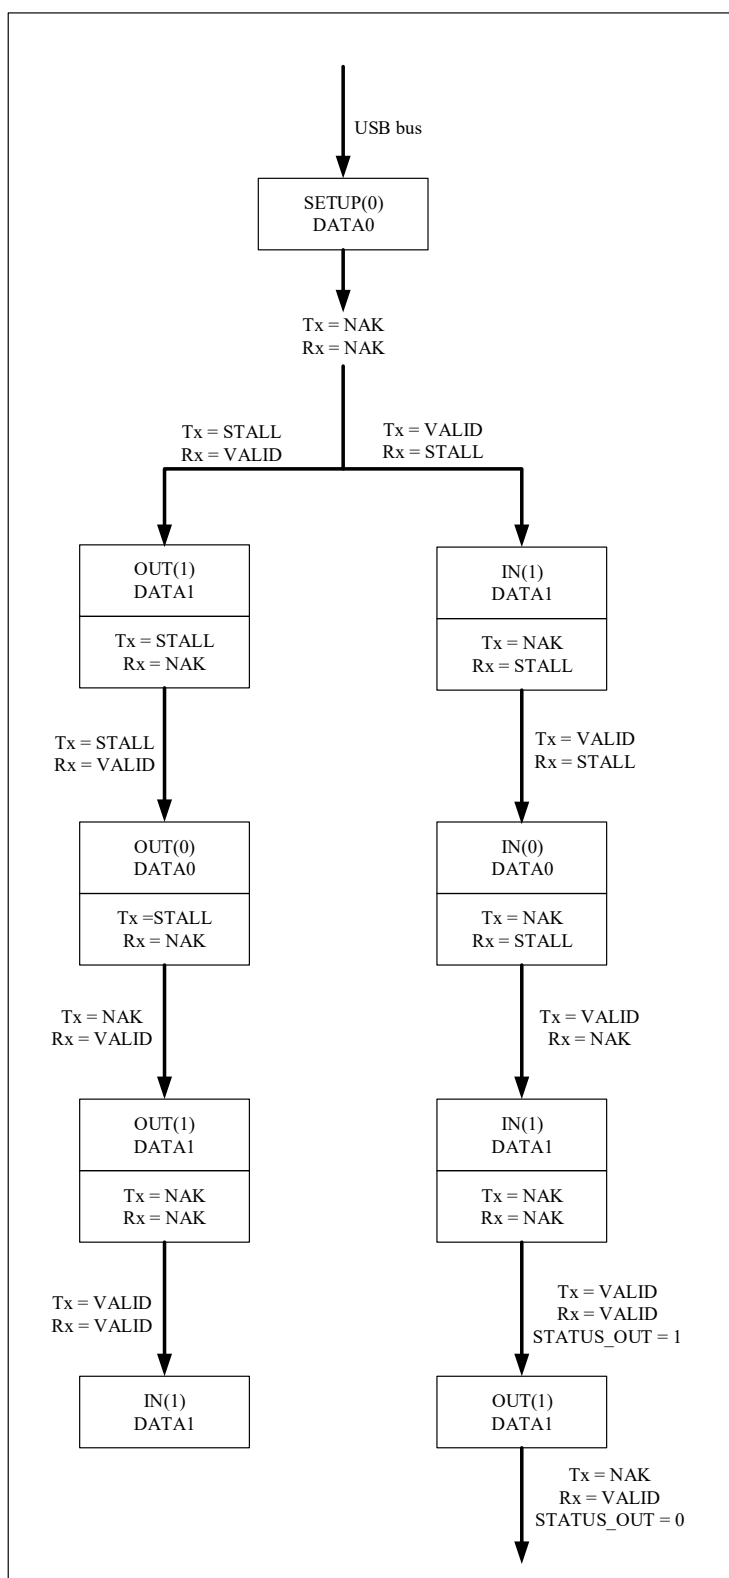 USB bus
SETUP(0)
DATA0
Tx = NAK
Rx = NAK
Tx = STALL
Rx = VALID
Tx = VALID
Rx = STALL
OUT(1)
DATA1
Tx = STALL
Rx = NAK
IN(1)
DATA1
Tx = NAK
Rx = STALL
Tx = STALL
Rx = VALID
Tx = VALID
Rx = STALL
OUT(0)
DATA0
Tx =STALL
Rx = NAK
IN(0)
DATA0
Tx = NAK
Rx = STALL
Tx = NAK
Rx = VALID
Tx = VALID
Rx = NAK
OUT(1)
DATA1
Tx = NAK
Rx = NAK
IN(1)
DATA1
Tx = NAK
Rx = NAK
Tx = VALID
Rx = VALID
Tx = VALID
Rx = VALID
STATUS_OUT = 1
IN(1)
DATA1
OUT(1)
DATA1
Tx = NAK
Rx = VALID
STATUS_OUT = 0